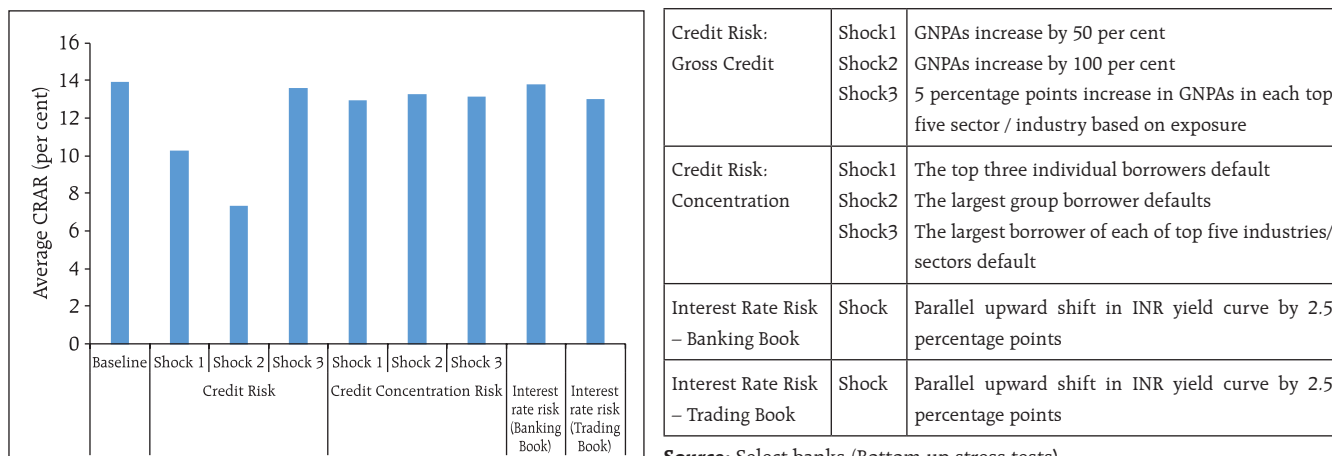 16
14
12
10
8
6
4
2
0
Average CRAR (per cent)
Baseline Shock 1 Shock 2 Shock 3 Shock 1 Shock 2 Shock 3
Credit Risk
Credit Concentration Risk
Interest
rate risk
(Banking
Book)
Interest
rate risk
(Trading
Book)
Credit Risk: Shock1 GNPAs increase by 50 per cent
Gross Credit Shock2 GNPAs increase by 100 per cent
Shock3 5 percentage points increase in GNPAs in each top
five sector / industry based on exposure
Credit Risk: Shock1 The top three individual borrowers default
Concentration Shock2 The largest group borrower defaults
Shock3 The largest borrower of each of top five industries/
sectors default
Interest Rate Risk Shock Parallel upward shift in INR yield curve by 2.5
– Banking Book percentage points
Interest Rate Risk Shock Parallel upward shift in INR yield curve by 2.5
– Trading Book percentage points
Source: Select banks (Bottom up stress tests)